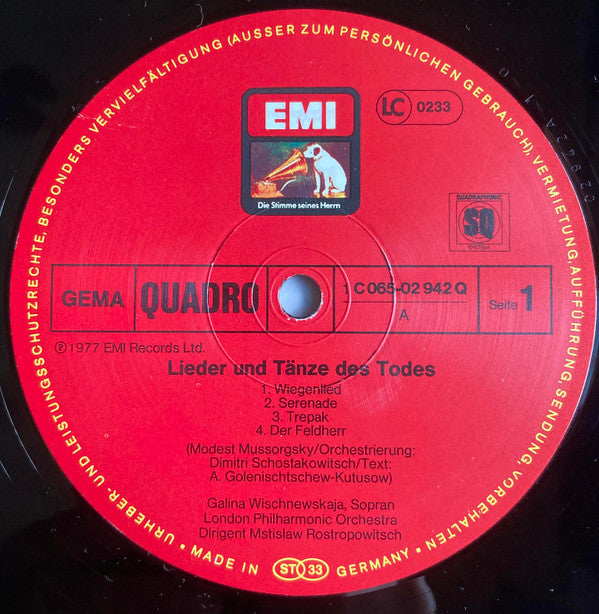 URHEBER- UND LEISTUNGSSCHUTZRECHTE, BESONDERS VERVIELFÄLTIGUNG (AUSSER ZUM PERSÖNLICHEN GEBRAUCH), VERMIETUNG, AUFFÜHRUNG, SENDUNG, VORBEHALTEN •
EMI
Die Stimme seines Herrn
LC 0233
QUADRAPHONIC
SQ
SYSTEM
GEMA
QUADRO
1 C 065-02 942 Q
A
Seite 1
℗ 1977 EMI Records Ltd.
Lieder und Tänze des Todes
1. Wiegenlied
2. Serenade
3. Trepak
4. Der Feldherr
(Modest Mussorgsky/Orchestrierung:
Dimitri Schostakowitsch/Text:
A. Golenischtschew-Kutusow)
Galina Wischnewskaja, Sopran
London Philharmonic Orchestra
Dirigent Mstislaw Rostropowitsch
• MADE IN ST 33 GERMANY •